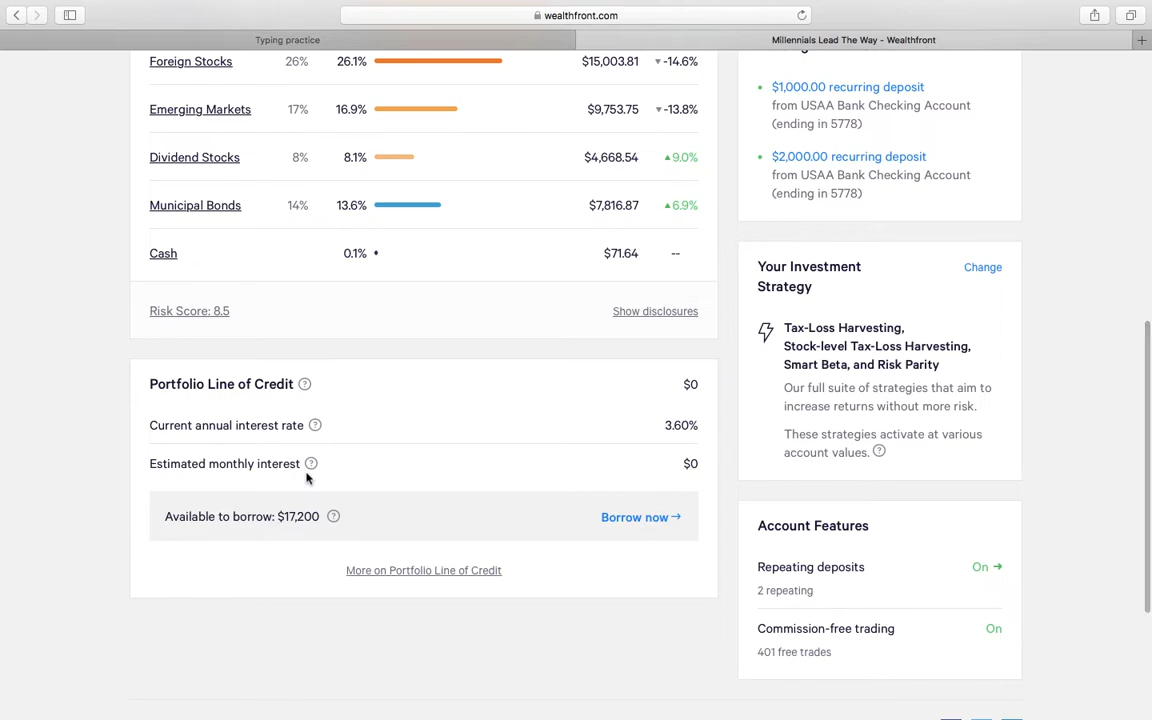 wealthfront.com
Typing practice
Millennials Lead The Way - Wealthfront
Foreign Stocks 26% 26.1% $15,003.81 ▼-14.6%
Emerging Markets 17% 16.9% $9,753.75 ▼-13.8%
Dividend Stocks 8% 8.1% $4,668.54 ▲9.0%
Municipal Bonds 14% 13.6% $7,816.87 ▲6.9%
Cash 0.1% $71.64 --
Risk Score: 8.5 Show disclosures
Portfolio Line of Credit ? $0
Current annual interest rate ? 3.60%
Estimated monthly interest ? $0
Available to borrow: $17,200 ? Borrow now →
More on Portfolio Line of Credit
• $1,000.00 recurring deposit
from USAA Bank Checking Account
(ending in 5778)
• $2,000.00 recurring deposit
from USAA Bank Checking Account
(ending in 5778)
Your Investment Change
Strategy
Tax-Loss Harvesting,
Stock-level Tax-Loss Harvesting,
Smart Beta, and Risk Parity
Our full suite of strategies that aim to
increase returns without more risk.
These strategies activate at various
account values. ?
Account Features
Repeating deposits On →
2 repeating
Commission-free trading On
401 free trades